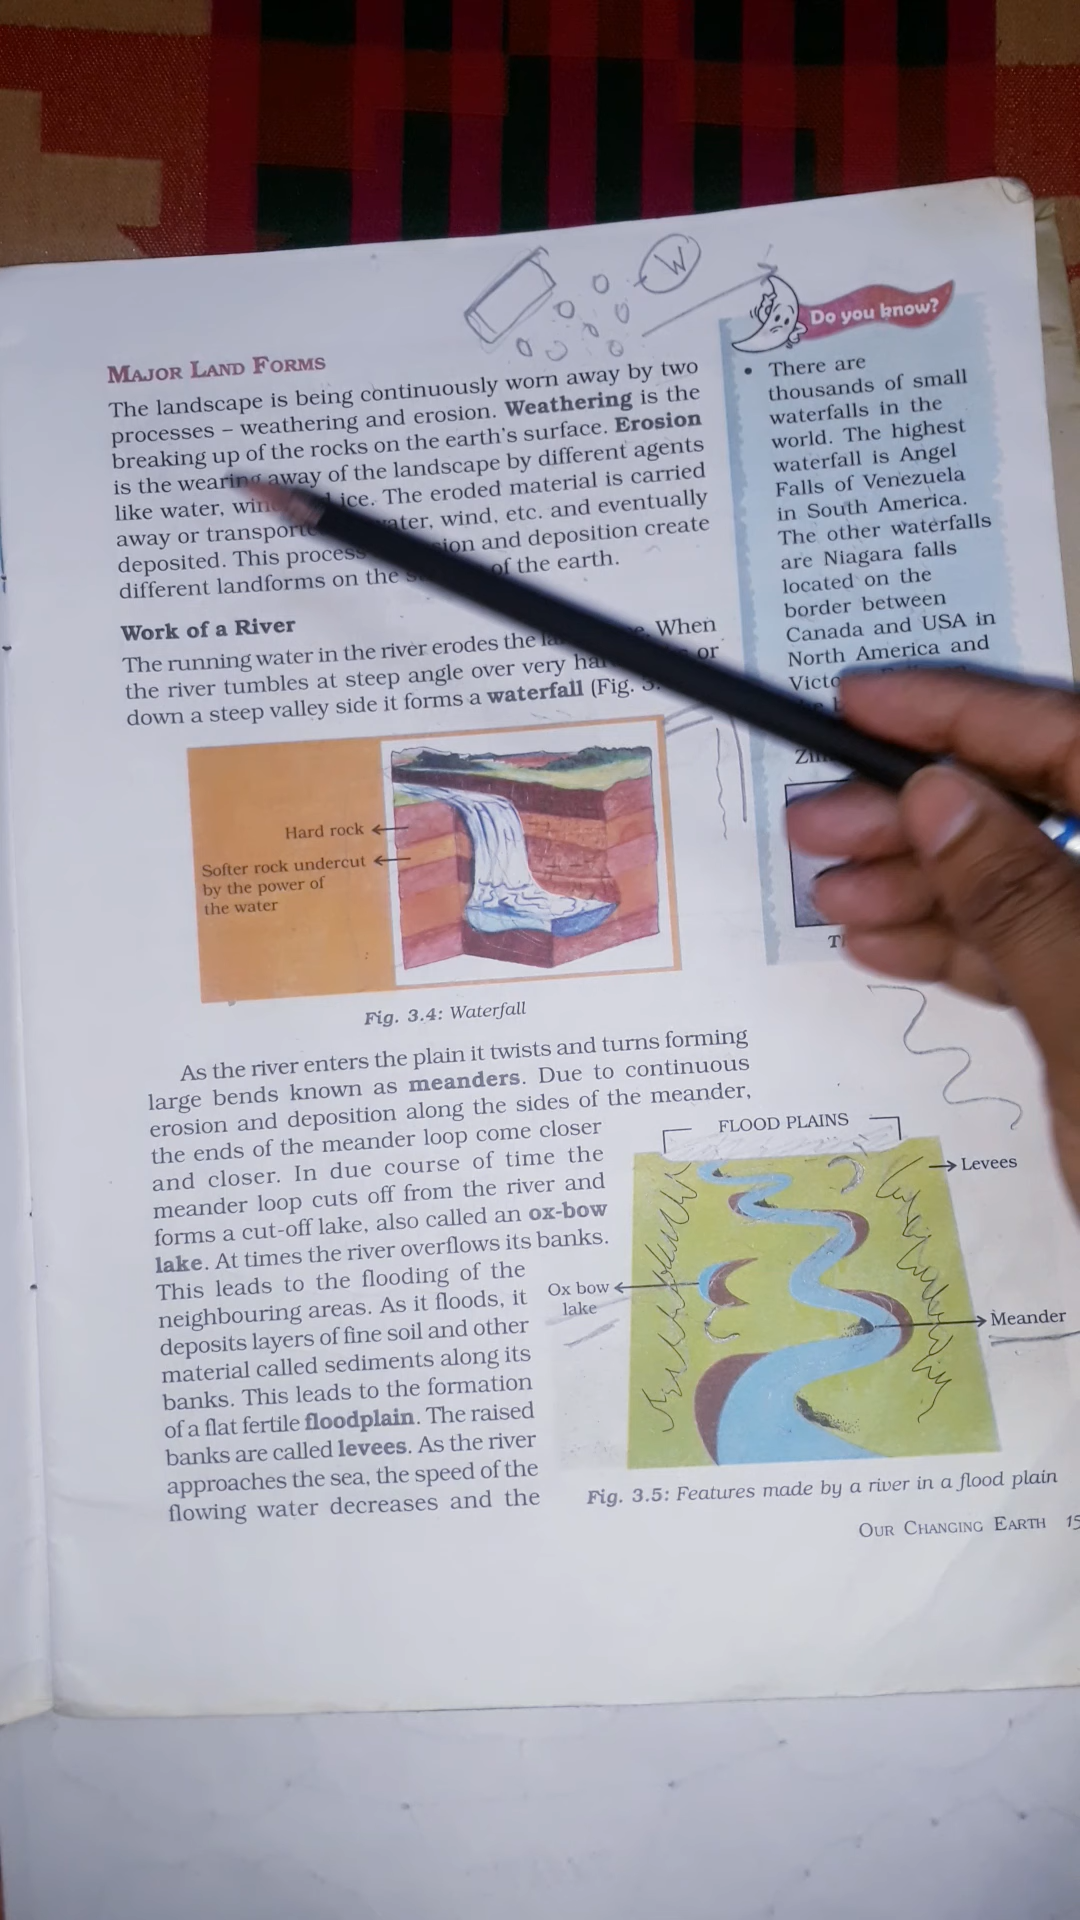 W
MAJOR LAND FORMS
The landscape is being continuously worn away by two
processes – weathering and erosion. Weathering is the
breaking up of the rocks on the earth's surface. Erosion
is the wearing away of the landscape by different agents
like water, ice. The eroded material is carried
away or wind, etc. and eventually
deposited. This process and deposition create
different landforms on the of the earth.
Work of a River
The running water in the river erodes the When
the river tumbles at steep angle over very or
down a steep valley side it forms a waterfall (Fig.
Hard rock
Softer rock undercut
by the power of
the water
Fig. 3.4: Waterfall
As the river enters the plain it twists and turns forming
large bends known as meanders. Due to continuous
erosion and deposition along the sides of the meander,
the ends of the meander loop come closer
and closer. In due course of time the
meander loop cuts off from the river and
forms a cut-off lake, also called an ox-bow
lake. At times the river overflows its banks.
This leads to the flooding of the
neighbouring areas. As it floods, it
deposits layers of fine soil and other
material called sediments along its
banks. This leads to the formation
of a flat fertile floodplain. The raised
banks are called levees. As the river
approaches the sea, the speed of the
flowing water decreases and the
Do you know?
• There are
thousands of small
waterfalls in the
world. The highest
waterfall is Angel
Falls of Venezuela
in South America.
The other waterfalls
are Niagara falls
located on the
border between
Canada and USA in
North America and
FLOOD PLAINS
Levees
Ox bow
lake
Meander
Fig. 3.5: Features made by a river in a flood plain
OUR CHANGING EARTH 15